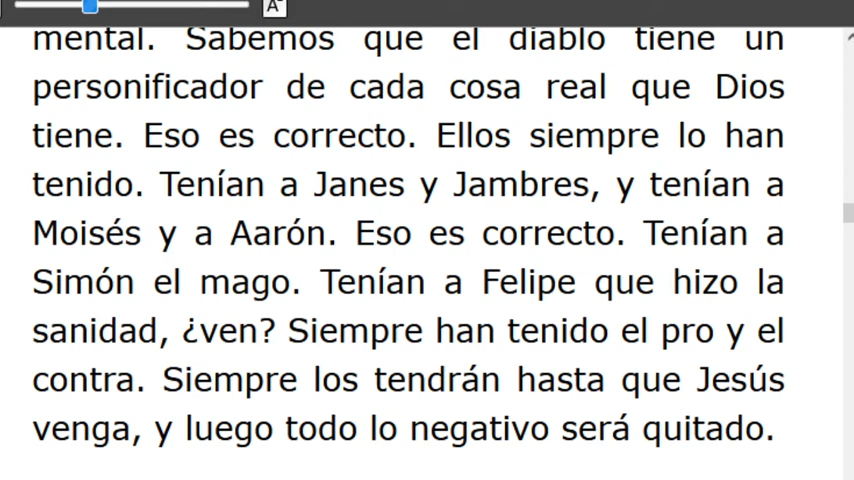 A
mental. Sabemos que el diablo tiene un
personificador de cada cosa real que Dios
tiene. Eso es correcto. Ellos siempre lo han
tenido. Tenían a Janes y Jambres, y tenían a
Moisés y a Aarón. Eso es correcto. Tenían a
Simón el mago. Tenían a Felipe que hizo la
sanidad, ¿ven? Siempre han tenido el pro y el
contra. Siempre los tendrán hasta que Jesús
venga, y luego todo lo negativo será quitado.